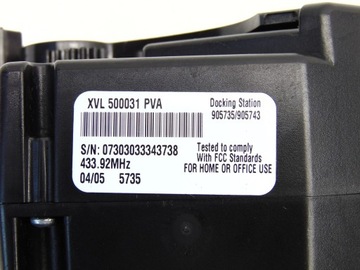 XVL 500031 PVA
Docking Station
905735/905743
S/N: 07303033343738
433.92MHz
04/05 5735
Tested to comply
With FCC Standards
FOR HOME OR OFFICE USE